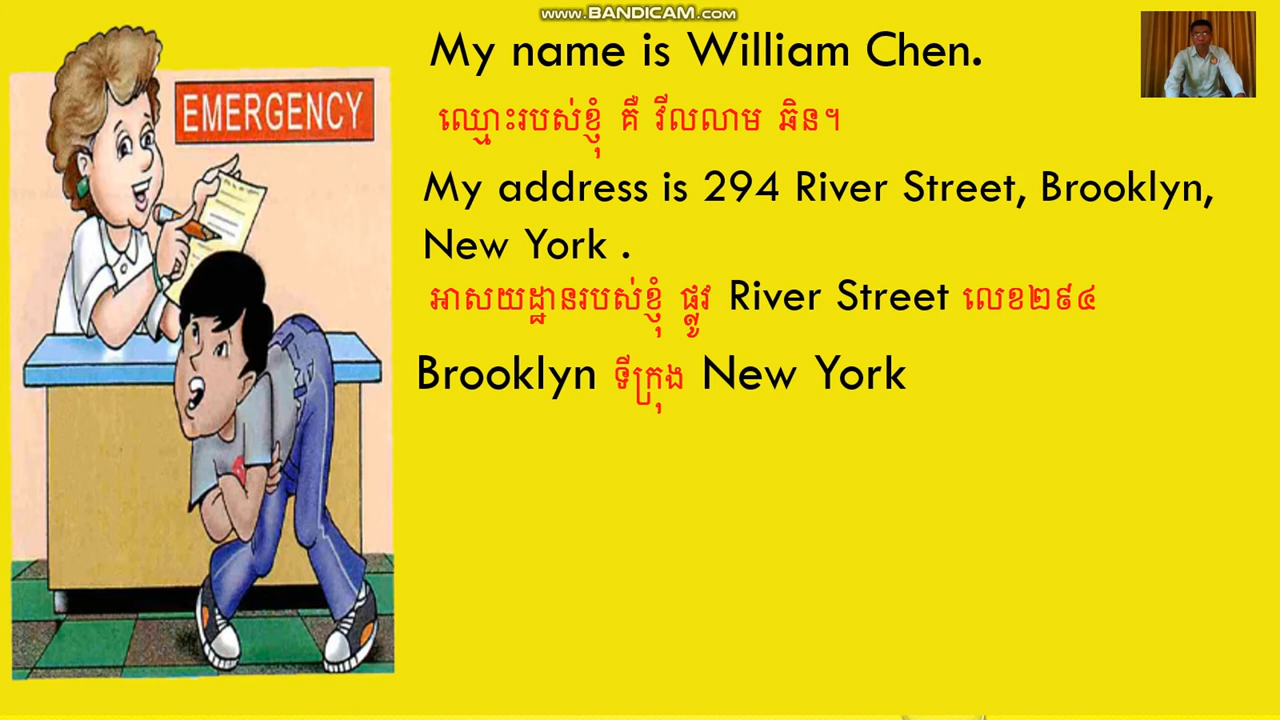 www.BANDICAM.com
EMERGENCY
My name is William Chen.
ឈ្មោះរបស់ខ្ញុំ គឺ វីលលាម ឆិន។
My address is 294 River Street, Brooklyn,
New York .
អាសយដ្ឋានរបស់ខ្ញុំ ផ្លូវ River Street លេខ២៩៤
Brooklyn ទីក្រុង New York